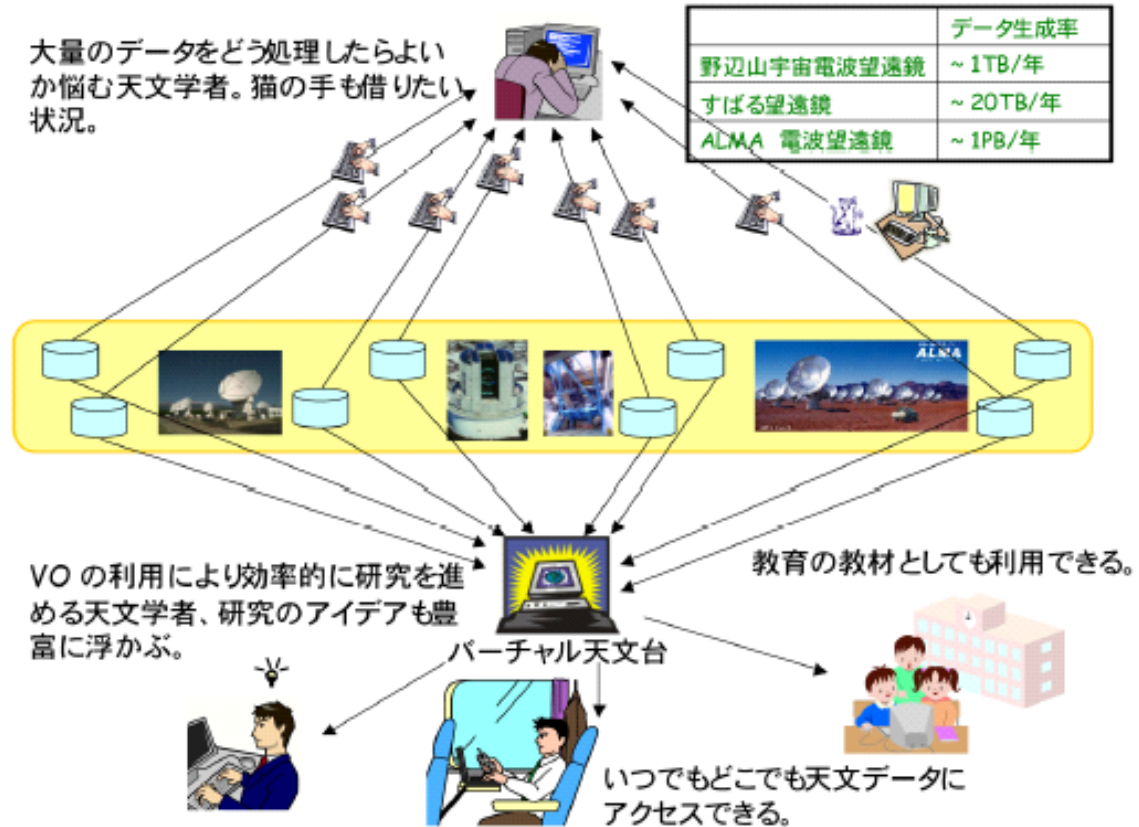 大量のデータをどう処理したらよい
か悩む天文学者。猫の手も借りたい
状況。
データ生成率
野辺山宇宙電波望遠鏡 ~ 1TB/年
すばる望遠鏡 ~ 20TB/年
ALMA 電波望遠鏡 ~ 1PB/年
ALMA
VO の利用により効率的に研究を進
める天文学者、研究のアイデアも豊
富に浮かぶ。
バーチャル天文台
教育の教材としても利用できる。
いつでもどこでも天文データに
アクセスできる。